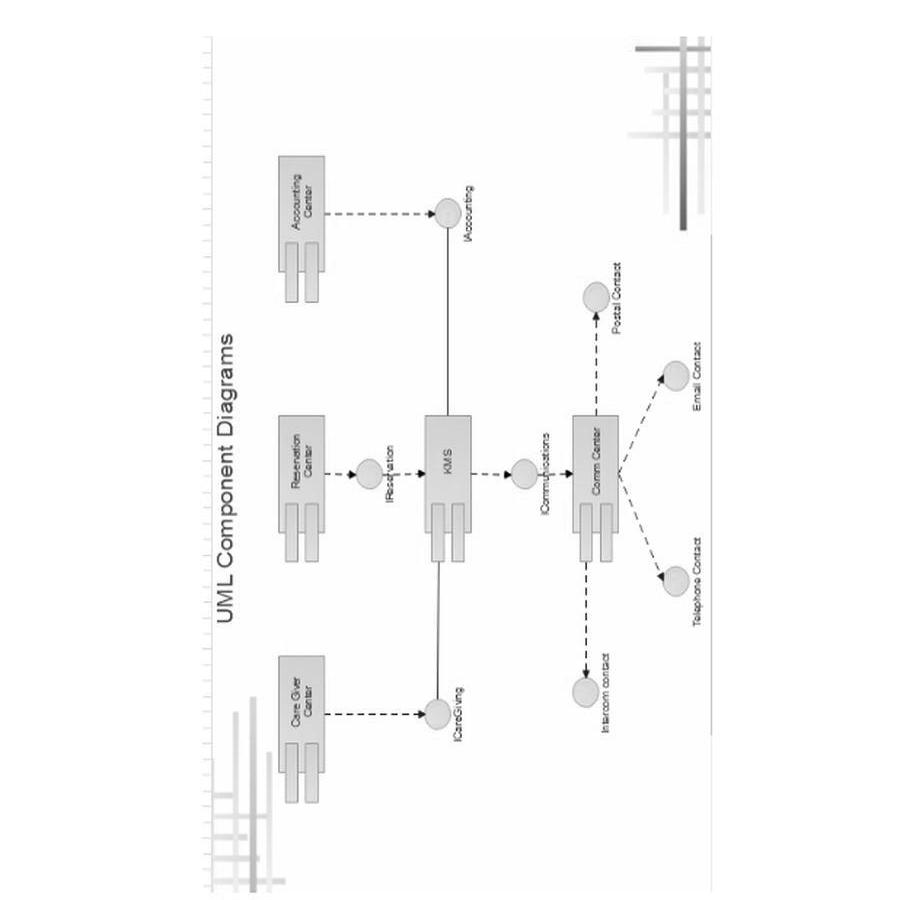 UML Component Diagrams
Care Giver
Center
Reservation
Center
Accounting
Center
IReservation
ICareGiving
KMS
IAccounting
ICommunications
Intercom contact
Comm Center
Postal Contact
Telephone Contact
Email Contact